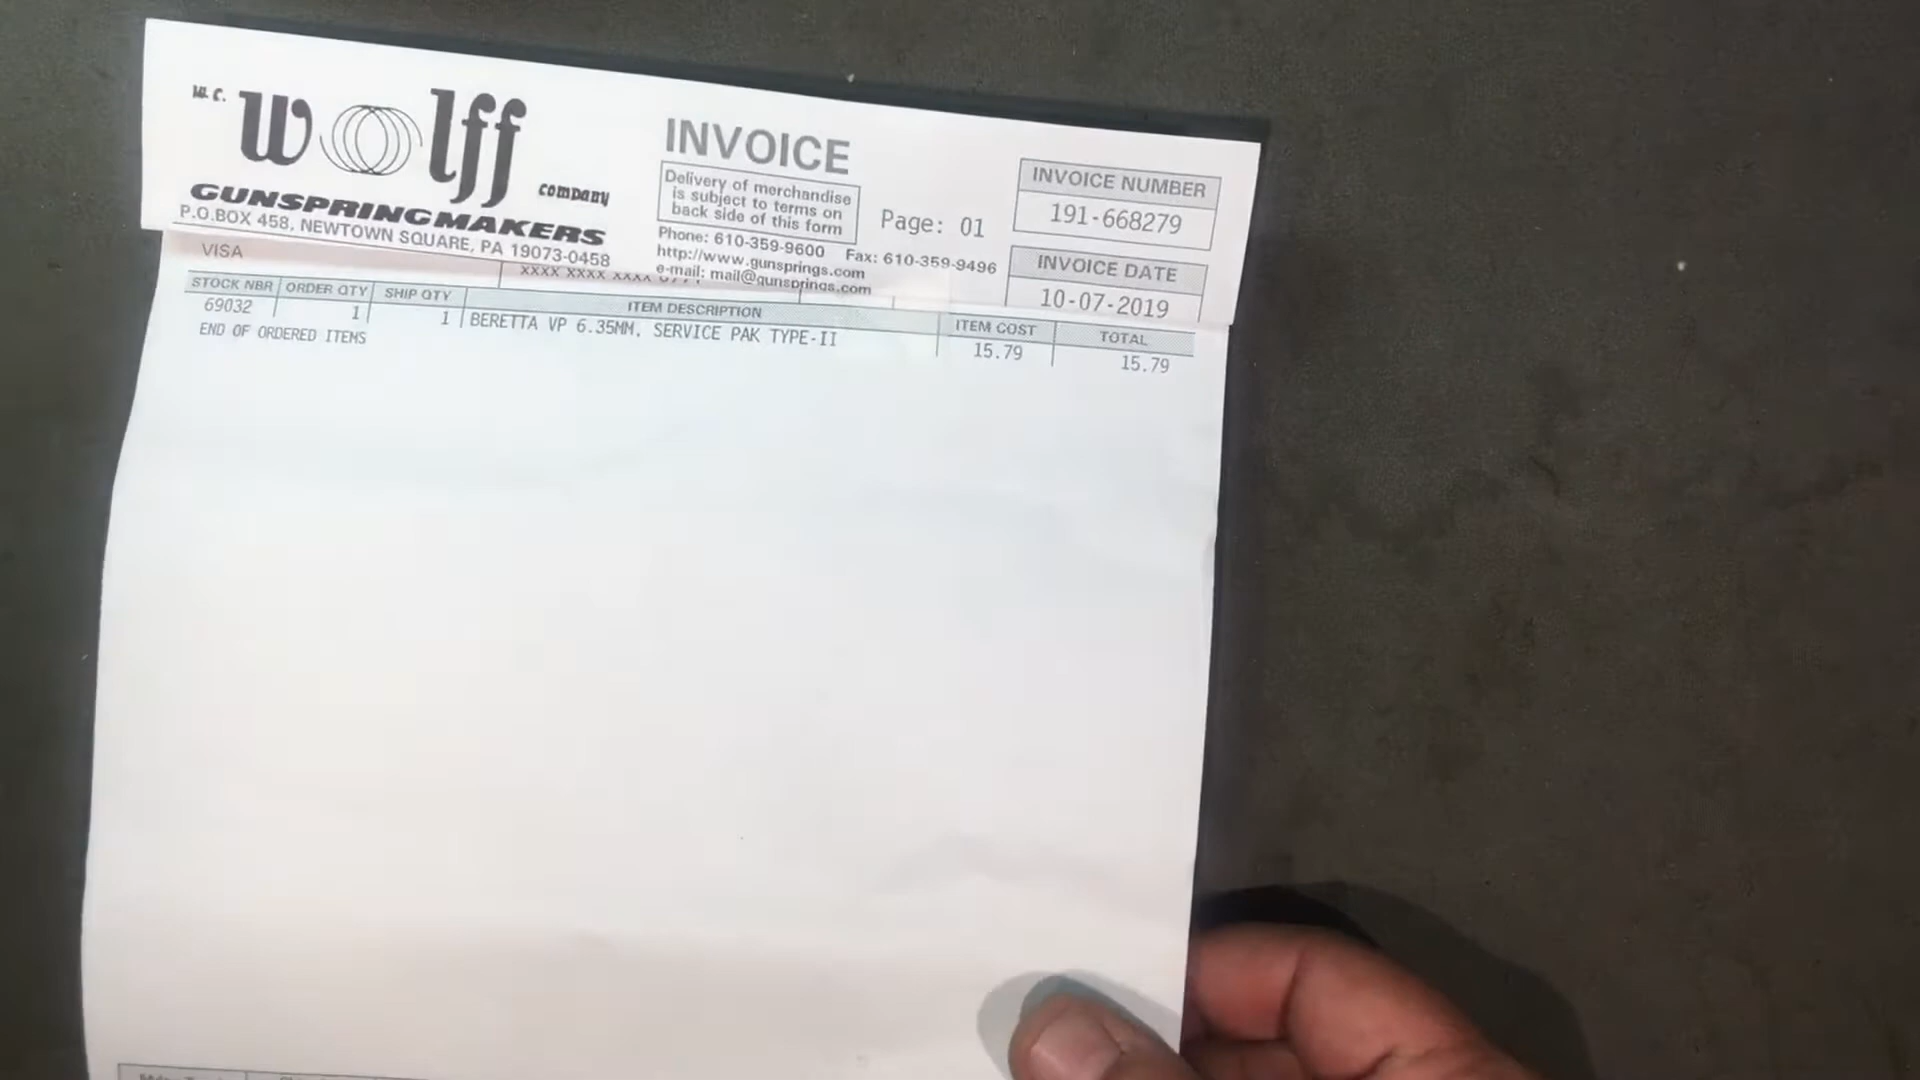 W. C.
wolff
company
GUNSPRINGMAKERS
P.O.BOX 458, NEWTOWN SQUARE, PA 19073-0458
INVOICE
Delivery of merchandise
is subject to terms on
back side of this form
Phone: 610-359-9600 Fax: 610-359-9496
http://www.gunsprings.com
e-mail: mail@gunsprings.com
Page: 01
INVOICE NUMBER
191-668279
INVOICE DATE
10-07-2019
VISA
XXXX XXXX XXXX
STOCK NBR ORDER QTY SHIP QTY ITEM DESCRIPTION ITEM COST TOTAL
69032 1 1 BERETTA VP 6.35MM, SERVICE PAK TYPE-II 15.79 15.79
END OF ORDERED ITEMS